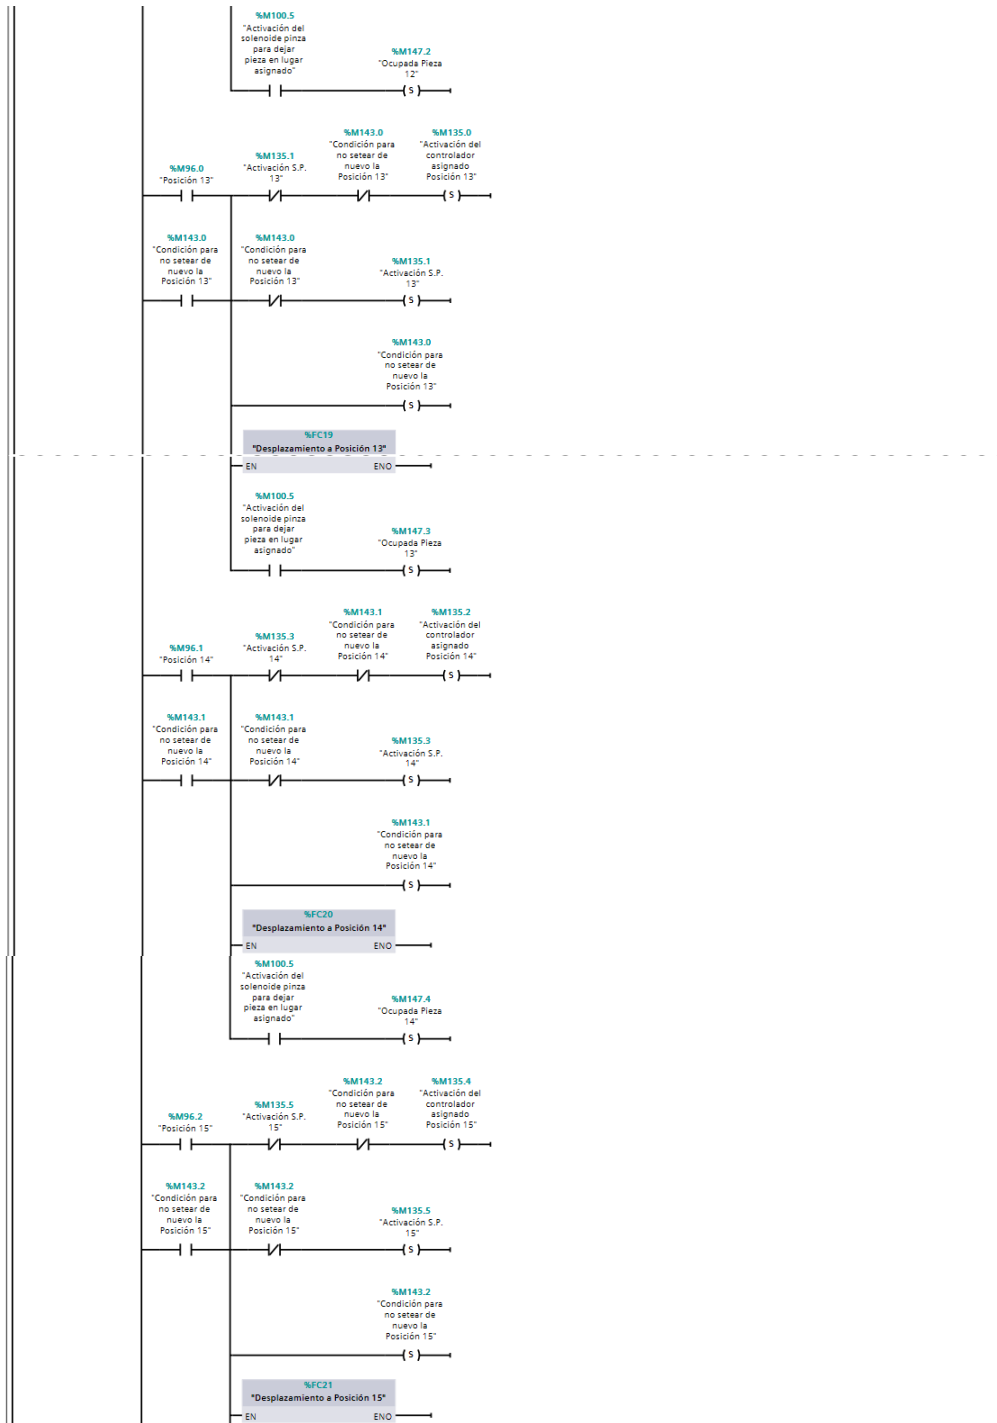 %M100.5
"Activación del
solenoide pinza
para dejar
pieza en lugar
asignado"
%M147.2
"Ocupada Pieza
12"
( S )
%M96.0
"Posición 13"
%M135.1
"Activación S.P.
13"
%M143.0
"Condición para
no setear de
nuevo la
Posición 13"
%M135.0
"Activación del
controlador
asignado
Posición 13"
( S )
%M143.0
"Condición para
no setear de
nuevo la
Posición 13"
%M143.0
"Condición para
no setear de
nuevo la
Posición 13"
%M135.1
"Activación S.P.
13"
( S )
%M143.0
"Condición para
no setear de
nuevo la
Posición 13"
( S )
%FC19
"Desplazamiento a Posición 13"
EN ENO
%M100.5
"Activación del
solenoide pinza
para dejar
pieza en lugar
asignado"
%M147.3
"Ocupada Pieza
13"
( S )
%M96.1
"Posición 14"
%M135.3
"Activación S.P.
14"
%M143.1
"Condición para
no setear de
nuevo la
Posición 14"
%M135.2
"Activación del
controlador
asignado
Posición 14"
( S )
%M143.1
"Condición para
no setear de
nuevo la
Posición 14"
%M143.1
"Condición para
no setear de
nuevo la
Posición 14"
%M135.3
"Activación S.P.
14"
( S )
%M143.1
"Condición para
no setear de
nuevo la
Posición 14"
( S )
%FC20
"Desplazamiento a Posición 14"
EN ENO
%M100.5
"Activación del
solenoide pinza
para dejar
pieza en lugar
asignado"
%M147.4
"Ocupada Pieza
14"
( S )
%M96.2
"Posición 15"
%M135.5
"Activación S.P.
15"
%M143.2
"Condición para
no setear de
nuevo la
Posición 15"
%M135.4
"Activación del
controlador
asignado
Posición 15"
( S )
%M143.2
"Condición para
no setear de
nuevo la
Posición 15"
%M143.2
"Condición para
no setear de
nuevo la
Posición 15"
%M135.5
"Activación S.P.
15"
( S )
%M143.2
"Condición para
no setear de
nuevo la
Posición 15"
( S )
%FC21
"Desplazamiento a Posición 15"
EN ENO